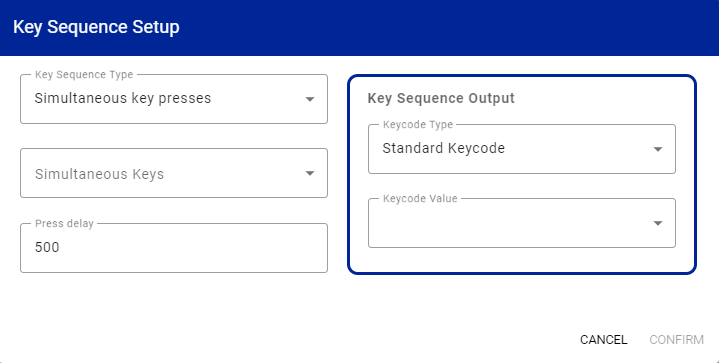 Key Sequence Setup
Key Sequence Type
Simultaneous key presses
Simultaneous Keys
Press delay
500
Key Sequence Output
Keycode Type
Standard Keycode
Keycode Value
CANCEL CONFIRM